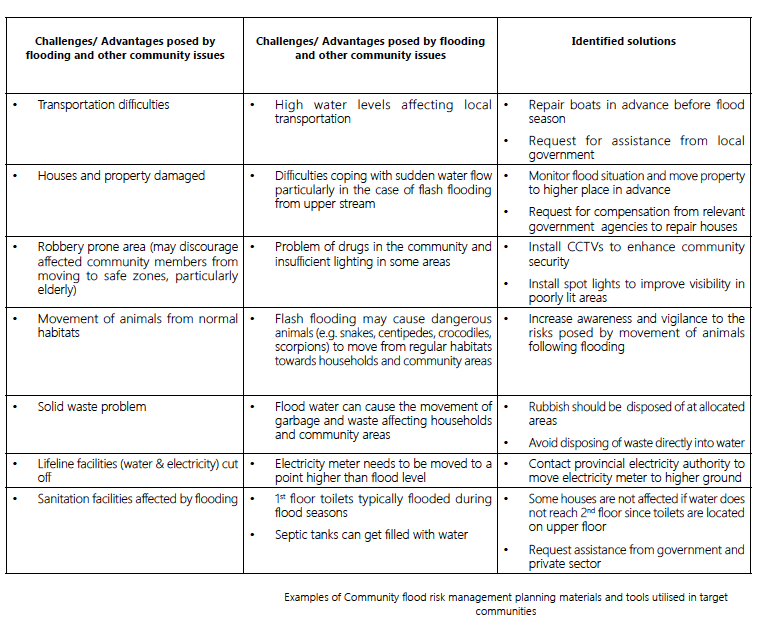 Challenges/ Advantages posed by
flooding and other community issues
Challenges/ Advantages posed by flooding
and other community issues
Identified solutions
• Transportation difficulties
• High water levels affecting local
transportation
• Repair boats in advance before flood
season
• Request for assistance from local
government
• Houses and property damaged
• Difficulties coping with sudden water flow
particularly in the case of flash flooding
from upper stream
• Monitor flood situation and move property
to higher place in advance
• Request for compensation from relevant
government agencies to repair houses
• Robbery prone area (may discourage
affected community members from
moving to safe zones, particularly
elderly)
• Problem of drugs in the community and
insufficient lighting in some areas
• Install CCTVs to enhance community
security
• Install spot lights to improve visibility in
poorly lit areas
• Movement of animals from normal
habitats
• Flash flooding may cause dangerous
animals (e.g. snakes, centipedes, crocodiles,
scorpions) to move from regular habitats
towards households and community areas
• Increase awareness and vigilance to the
risks posed by movement of animals
following flooding
• Solid waste problem
• Flood water can cause the movement of
garbage and waste affecting households
and community areas
• Rubbish should be disposed of at allocated
areas
• Avoid disposing of waste directly into water
• Lifeline facilities (water & electricity) cut
off
• Electricity meter needs to be moved to a
point higher than flood level
• Contact provincial electricity authority to
move electricity meter to higher ground
• Sanitation facilities affected by flooding
• 1st floor toilets typically flooded during
flood seasons
• Septic tanks can get filled with water
• Some houses are not affected if water does
not reach 2nd floor since toilets are located
on upper floor
• Request assistance from government and
private sector
Examples of Community flood risk management planning materials and tools utilised in target
communities